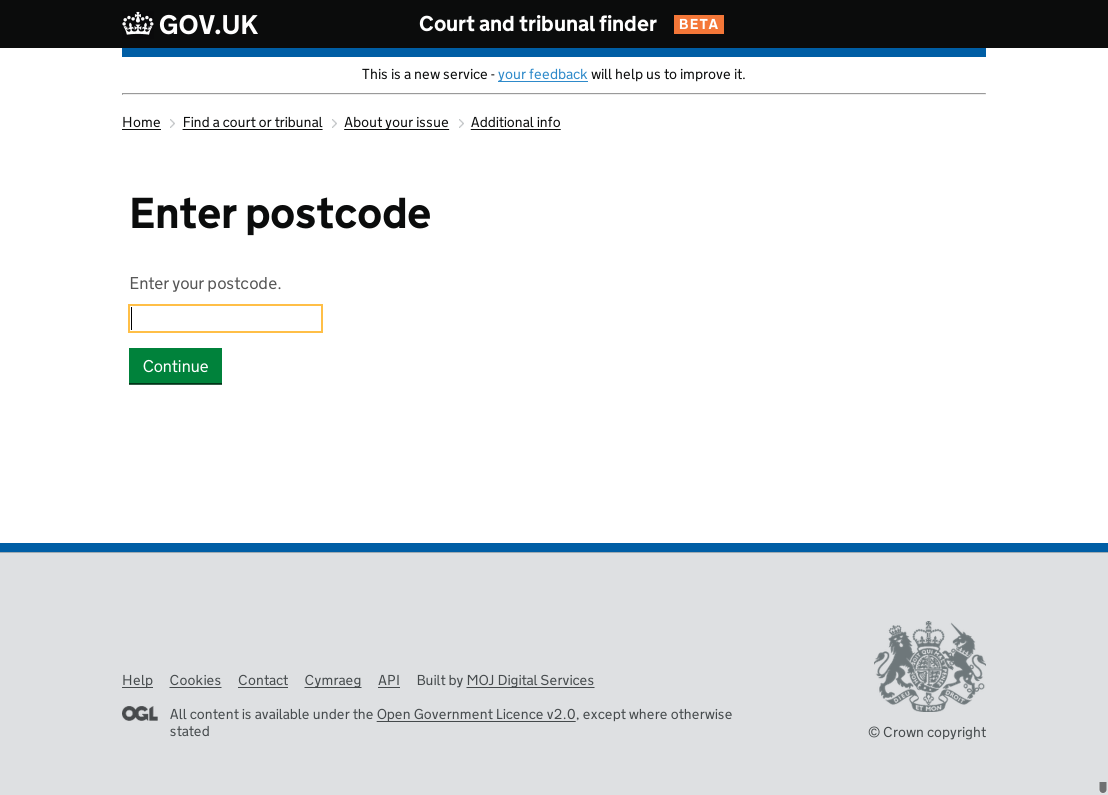 GOV.UK Court and tribunal finder BETA
This is a new service - your feedback will help us to improve it.
Home Find a court or tribunal About your issue Additional info
Enter postcode
Enter your postcode.
Continue
Help Cookies Contact Cymraeg API Built by MOJ Digital Services
OGL All content is available under the Open Government Licence v2.0, except where otherwise
stated
© Crown copyright